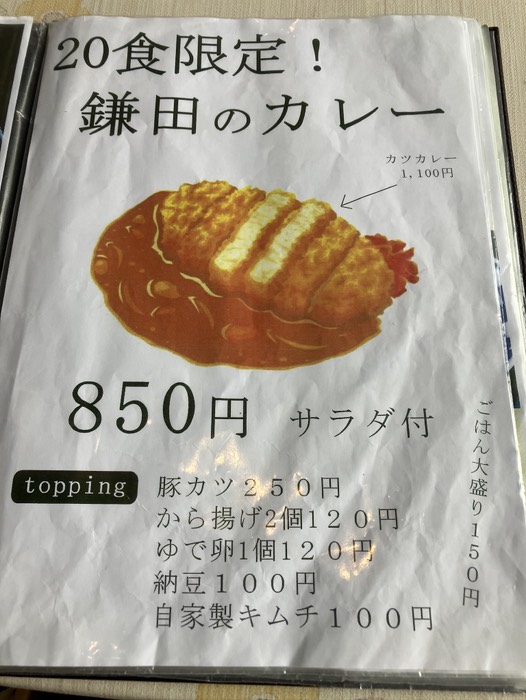 20食限定！
鎌田のカレー
カツカレー
1,100円
850円 サラダ付
ごはん大盛り150円
topping
豚カツ２５０円
から揚げ2個１２０円
ゆで卵1個１２０円
納豆１００円
自家製キムチ１００円